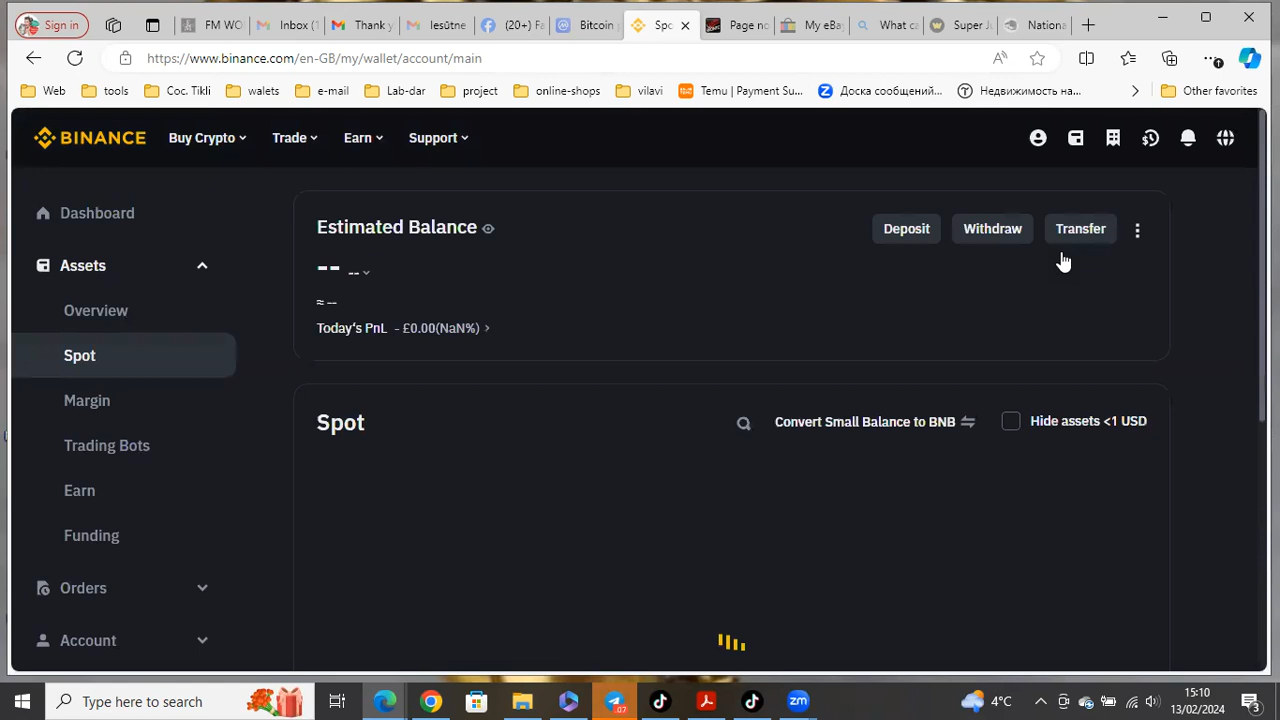 Sign in
FM WO
Inbox (1
Thank y
lesūtne
(20+) Fa
Bitcoin
Spo
Page no
My eBa
What ca
Super Ju
Nationa
https://www.binance.com/en-GB/my/wallet/account/main
Web
tools
Coc. Tikli
walets
e-mail
Lab-dar
project
online-shops
vilavi
Temu | Payment Su...
Доска сообщений...
Недвижимость на...
Other favorites
BINANCE
Buy Crypto
Trade
Earn
Support
Dashboard
Assets
Overview
Spot
Margin
Trading Bots
Earn
Funding
Orders
Account
Estimated Balance
Deposit
Withdraw
Transfer
-- --
≈ --
Today's PnL - £0.00(NaN%)
Spot
Convert Small Balance to BNB
Hide assets <1 USD
Type here to search
07
4°C
15:10
13/02/2024
3